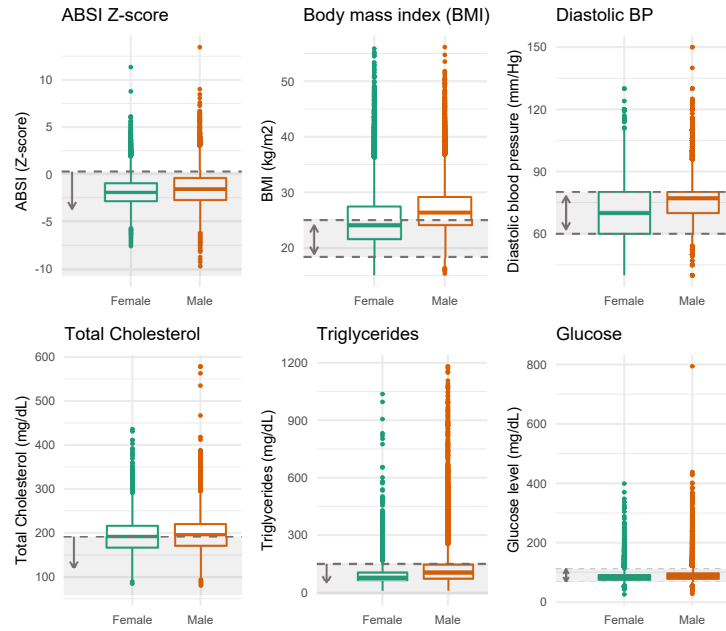 ABSI Z-score
ABSI (Z-score)
10
5
0
-5
-10
Female
Male
Body mass index (BMI)
BMI (kg/m2)
50
40
30
20
Female
Male
Diastolic BP
Diastolic blood pressure (mm/Hg)
150
120
90
60
Female
Male
Total Cholesterol
Total Cholesterol (mg/dL)
600
500
400
300
200
100
Female
Male
Triglycerides
Triglycerides (mg/dL)
1200
900
600
300
0
Female
Male
Glucose
Glucose level (mg/dL)
800
600
400
200
0
Female
Male